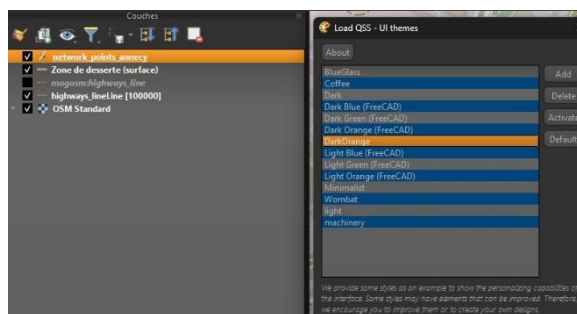 Couches
network_points_annecy
Zone de desserte (surface)
magosm:highways_line
highways_lineLine [100000]
OSM Standard
Load QSS - UI themes
About
BlueGlass
Coffee
Dark
Dark Blue (FreeCAD)
Dark Green (FreeCAD)
Dark Orange (FreeCAD)
DarkOrange
Light Blue (FreeCAD)
Light Green (FreeCAD)
Light Orange (FreeCAD)
Minimalist
Wombat
light
machinery
Add
Delete
Activate
Default
We provide some styles as an example to show the personalizing capabilities of
the interface. Some styles may have elements that can be improved. Therefore,
we encourage you to improve them or to create your own designs.